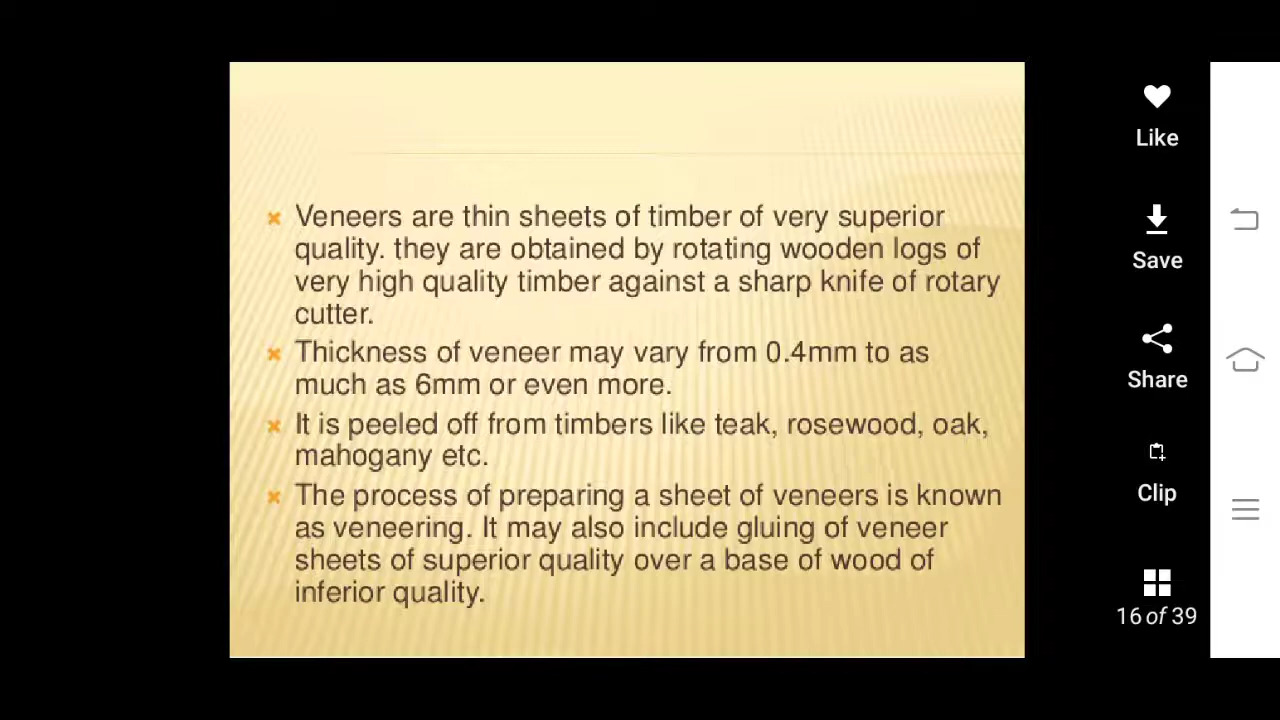 Veneers are thin sheets of timber of very superior
quality. they are obtained by rotating wooden logs of
very high quality timber against a sharp knife of rotary
cutter.
Thickness of veneer may vary from 0.4mm to as
much as 6mm or even more.
It is peeled off from timbers like teak, rosewood, oak,
mahogany etc.
The process of preparing a sheet of veneers is known
as veneering. It may also include gluing of veneer
sheets of superior quality over a base of wood of
inferior quality.
Like
Save
Share
Clip
16 of 39